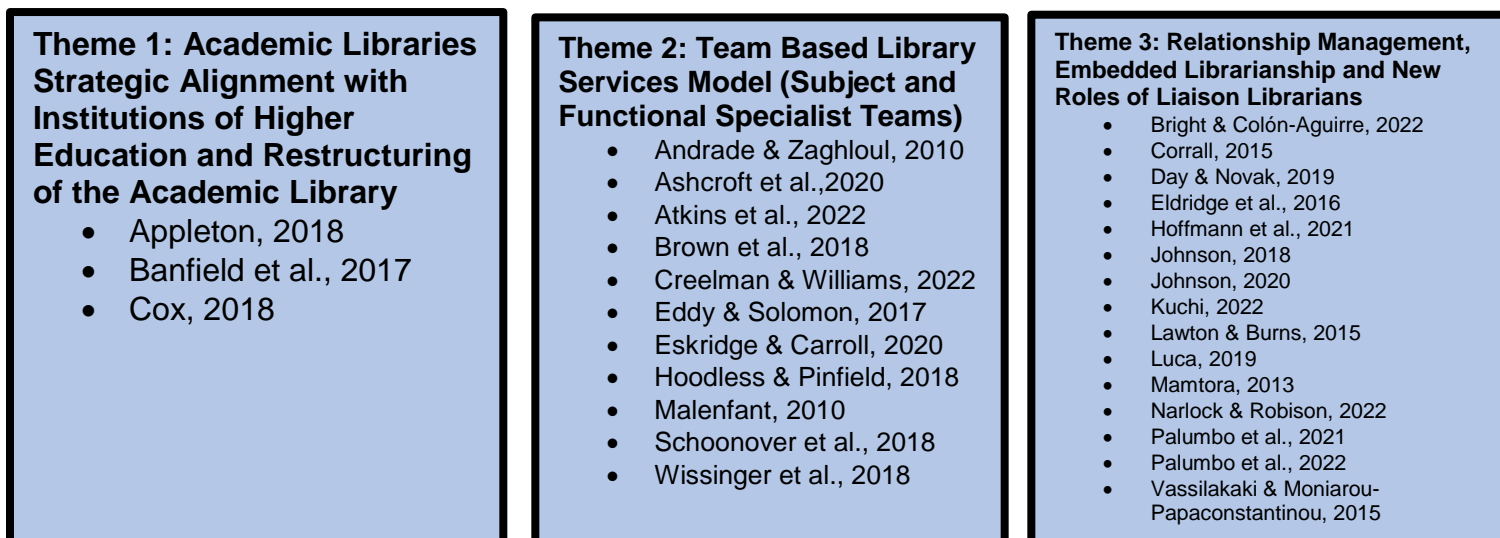 Theme 1: Academic Libraries
Strategic Alignment with
Institutions of Higher
Education and Restructuring
of the Academic Library
• Appleton, 2018
• Banfield et al., 2017
• Cox, 2018
Theme 2: Team Based Library
Services Model (Subject and
Functional Specialist Teams)
• Andrade & Zaghloul, 2010
• Ashcroft et al.,2020
• Atkins et al., 2022
• Brown et al., 2018
• Creelman & Williams, 2022
• Eddy & Solomon, 2017
• Eskridge & Carroll, 2020
• Hoodless & Pinfield, 2018
• Malenfant, 2010
• Schoonover et al., 2018
• Wissinger et al., 2018
Theme 3: Relationship Management,
Embedded Librarianship and New
Roles of Liaison Librarians
• Bright & Colón-Aguirre, 2022
• Corrall, 2015
• Day & Novak, 2019
• Eldridge et al., 2016
• Hoffmann et al., 2021
• Johnson, 2018
• Johnson, 2020
• Kuchi, 2022
• Lawton & Burns, 2015
• Luca, 2019
• Mamtora, 2013
• Narlock & Robison, 2022
• Palumbo et al., 2021
• Palumbo et al., 2022
• Vassilakaki & Moniarou-
Papaconstantinou, 2015